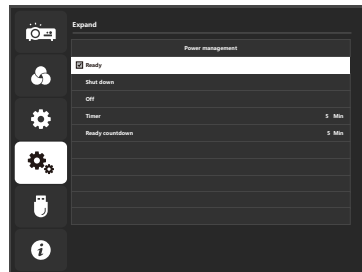 Expand
Power management
Ready
Shut down
Off
Timer 5 Min
Ready countdown 5 Min